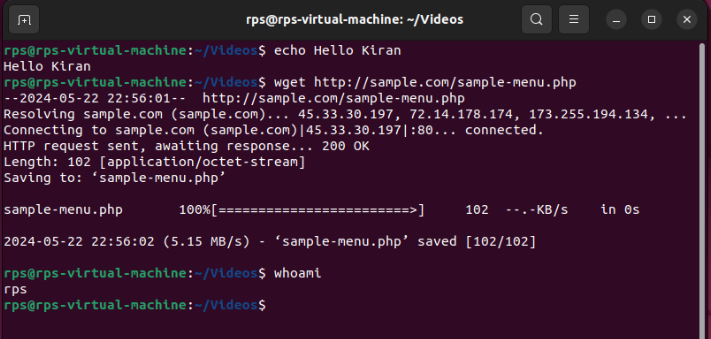 rps@rps-virtual-machine: ~/Videos
rps@rps-virtual-machine:~/Videos$ echo Hello Kiran
Hello Kiran
rps@rps-virtual-machine:~/Videos$ wget http://sample.com/sample-menu.php
--2024-05-22 22:56:01--  http://sample.com/sample-menu.php
Resolving sample.com (sample.com)... 45.33.30.197, 72.14.178.174, 173.255.194.134, ...
Connecting to sample.com (sample.com)|45.33.30.197|:80... connected.
HTTP request sent, awaiting response... 200 OK
Length: 102 [application/octet-stream]
Saving to: ‘sample-menu.php’
sample-menu.php       100%[========================>]     102  --.-KB/s    in 0s
2024-05-22 22:56:02 (5.15 MB/s) - ‘sample-menu.php’ saved [102/102]
rps@rps-virtual-machine:~/Videos$ whoami
rps
rps@rps-virtual-machine:~/Videos$